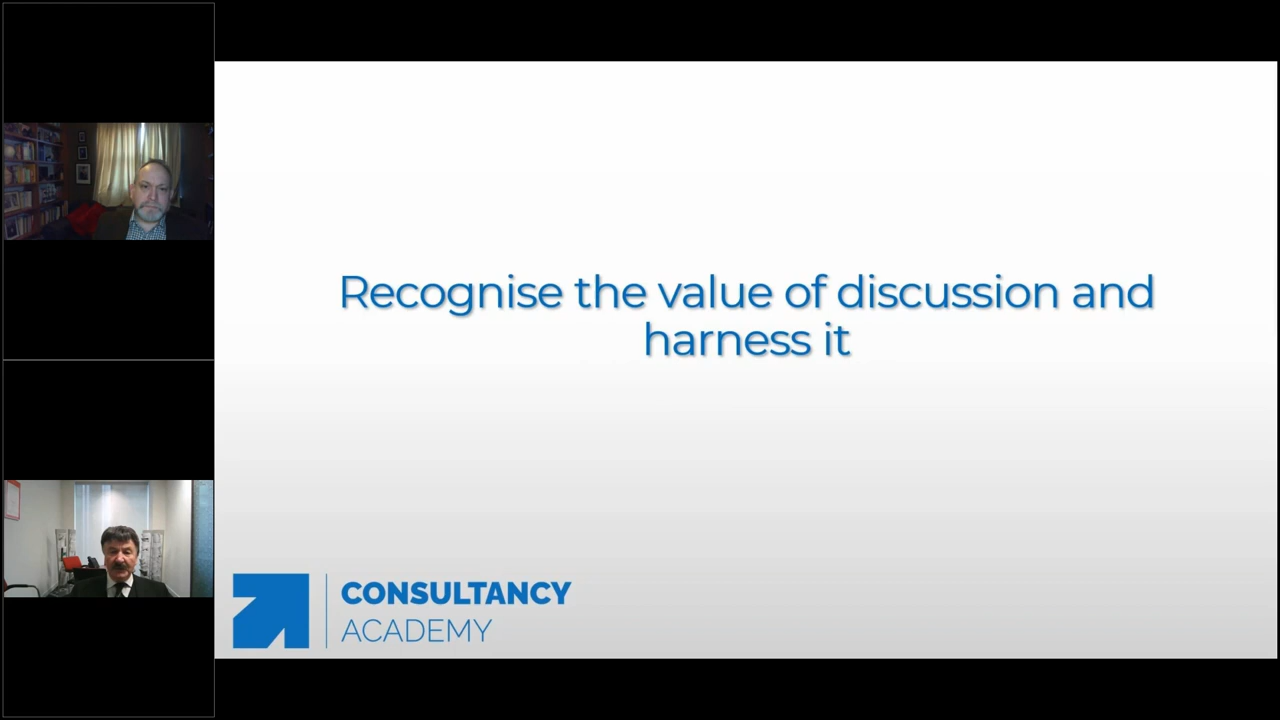 Recognise the value of discussion and
harness it
CONSULTANCY
ACADEMY